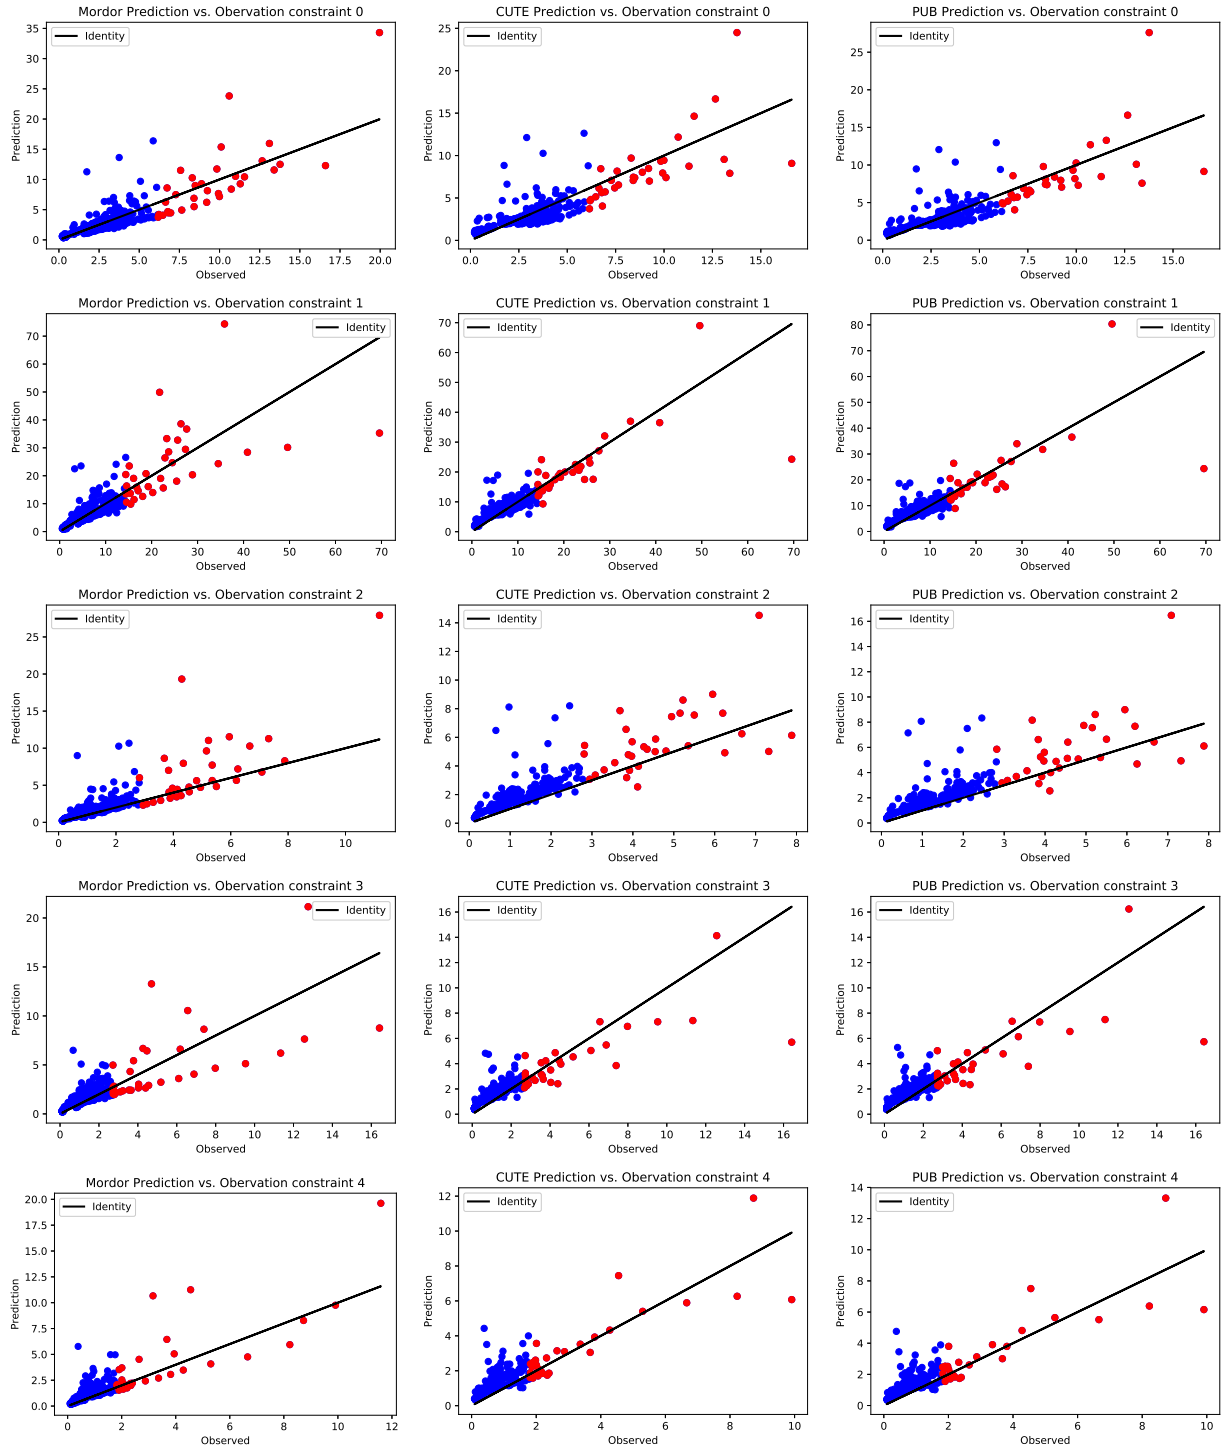 Mordor Prediction vs. Obervation constraint 0
Identity
Prediction
35
30
25
20
15
10
5
0
0.0 2.5 5.0 7.5 10.0 12.5 15.0 17.5 20.0
Observed
CUTE Prediction vs. Obervation constraint 0
Identity
Prediction
25
20
15
10
5
0
0.0 2.5 5.0 7.5 10.0 12.5 15.0
Observed
PUB Prediction vs. Obervation constraint 0
Identity
Prediction
25
20
15
10
5
0
0.0 2.5 5.0 7.5 10.0 12.5 15.0
Observed
Mordor Prediction vs. Obervation constraint 1
Identity
Prediction
70
60
50
40
30
20
10
0
0 10 20 30 40 50 60 70
Observed
CUTE Prediction vs. Obervation constraint 1
Identity
Prediction
70
60
50
40
30
20
10
0
0 10 20 30 40 50 60 70
Observed
PUB Prediction vs. Obervation constraint 1
Identity
Prediction
80
70
60
50
40
30
20
10
0
0 10 20 30 40 50 60 70
Observed
Mordor Prediction vs. Obervation constraint 2
Identity
Prediction
25
20
15
10
5
0
0 2 4 6 8 10
Observed
CUTE Prediction vs. Obervation constraint 2
Identity
Prediction
14
12
10
8
6
4
2
0
0 1 2 3 4 5 6 7 8
Observed
PUB Prediction vs. Obervation constraint 2
Identity
Prediction
16
14
12
10
8
6
4
2
0
0 1 2 3 4 5 6 7 8
Observed
Mordor Prediction vs. Obervation constraint 3
Identity
Prediction
20
15
10
5
0
0 2 4 6 8 10 12 14 16
Observed
CUTE Prediction vs. Obervation constraint 3
Identity
Prediction
16
14
12
10
8
6
4
2
0
0 2 4 6 8 10 12 14 16
Observed
PUB Prediction vs. Obervation constraint 3
Identity
Prediction
16
14
12
10
8
6
4
2
0
0 2 4 6 8 10 12 14 16
Observed
Mordor Prediction vs. Obervation constraint 4
Identity
Prediction
20.0
17.5
15.0
12.5
10.0
7.5
5.0
2.5
0.0
0 2 4 6 8 10 12
Observed
CUTE Prediction vs. Obervation constraint 4
Identity
Prediction
12
10
8
6
4
2
0
0 2 4 6 8 10
Observed
PUB Prediction vs. Obervation constraint 4
Identity
Prediction
14
12
10
8
6
4
2
0
0 2 4 6 8 10
Observed